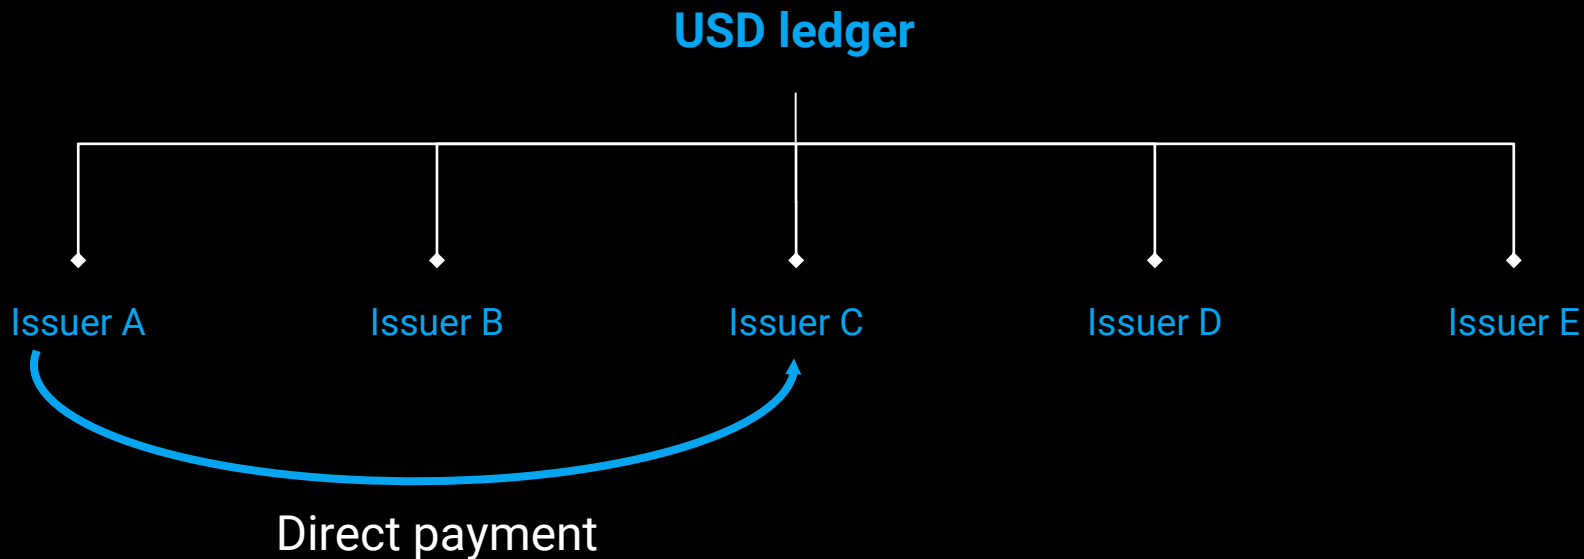 USD ledger
Issuer A
Issuer B
Issuer C
Issuer D
Issuer E
Direct payment